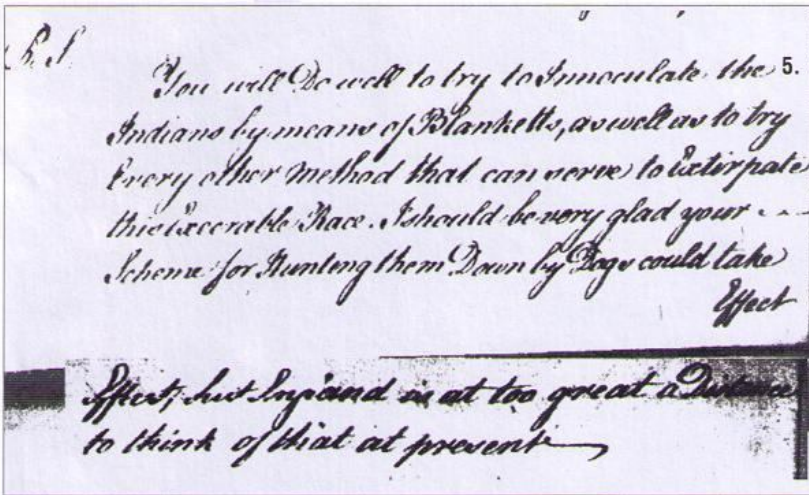 P.S.
You will Do well to try to Innoculate the 5.
Indians by means of Blanketts, as well as to try
Every other method that can serve to Extirpate
this Execrable Race. I should be very glad your
Scheme for Hunting them Down by Dogs could take
Effect
Effect, but England is at too great a Distance
to think of that at present